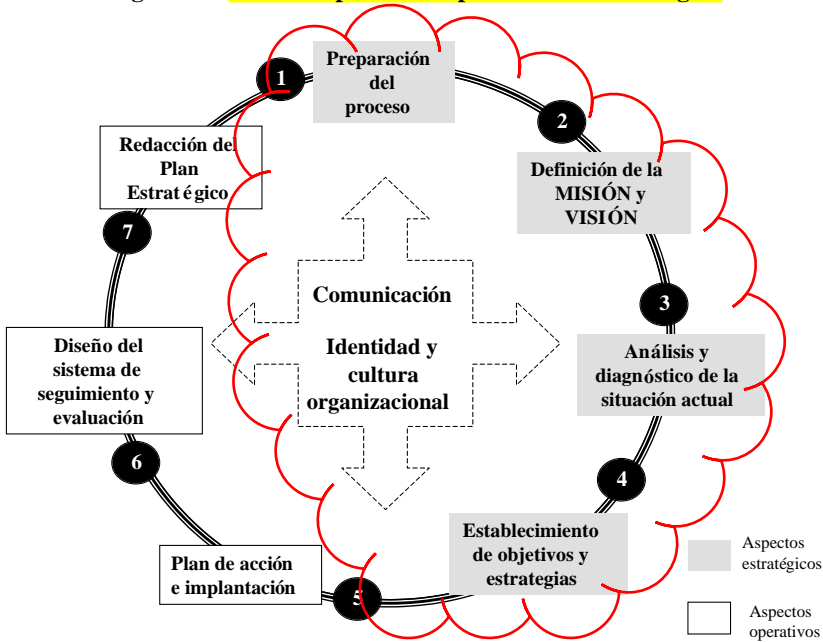 1
Preparación
del
proceso
2
Definición de la
MISIÓN y
VISIÓN
3
Análisis y
diagnóstico de la
situación actual
4
Establecimiento
de objetivos y
estrategias
5
Plan de acción
e implantación
6
Diseño del
sistema de
seguimiento y
evaluación
7
Redacción del
Plan
Estratégico
Comunicación
Identidad y
cultura
organizacional
Aspectos
estratégicos
Aspectos
operativos